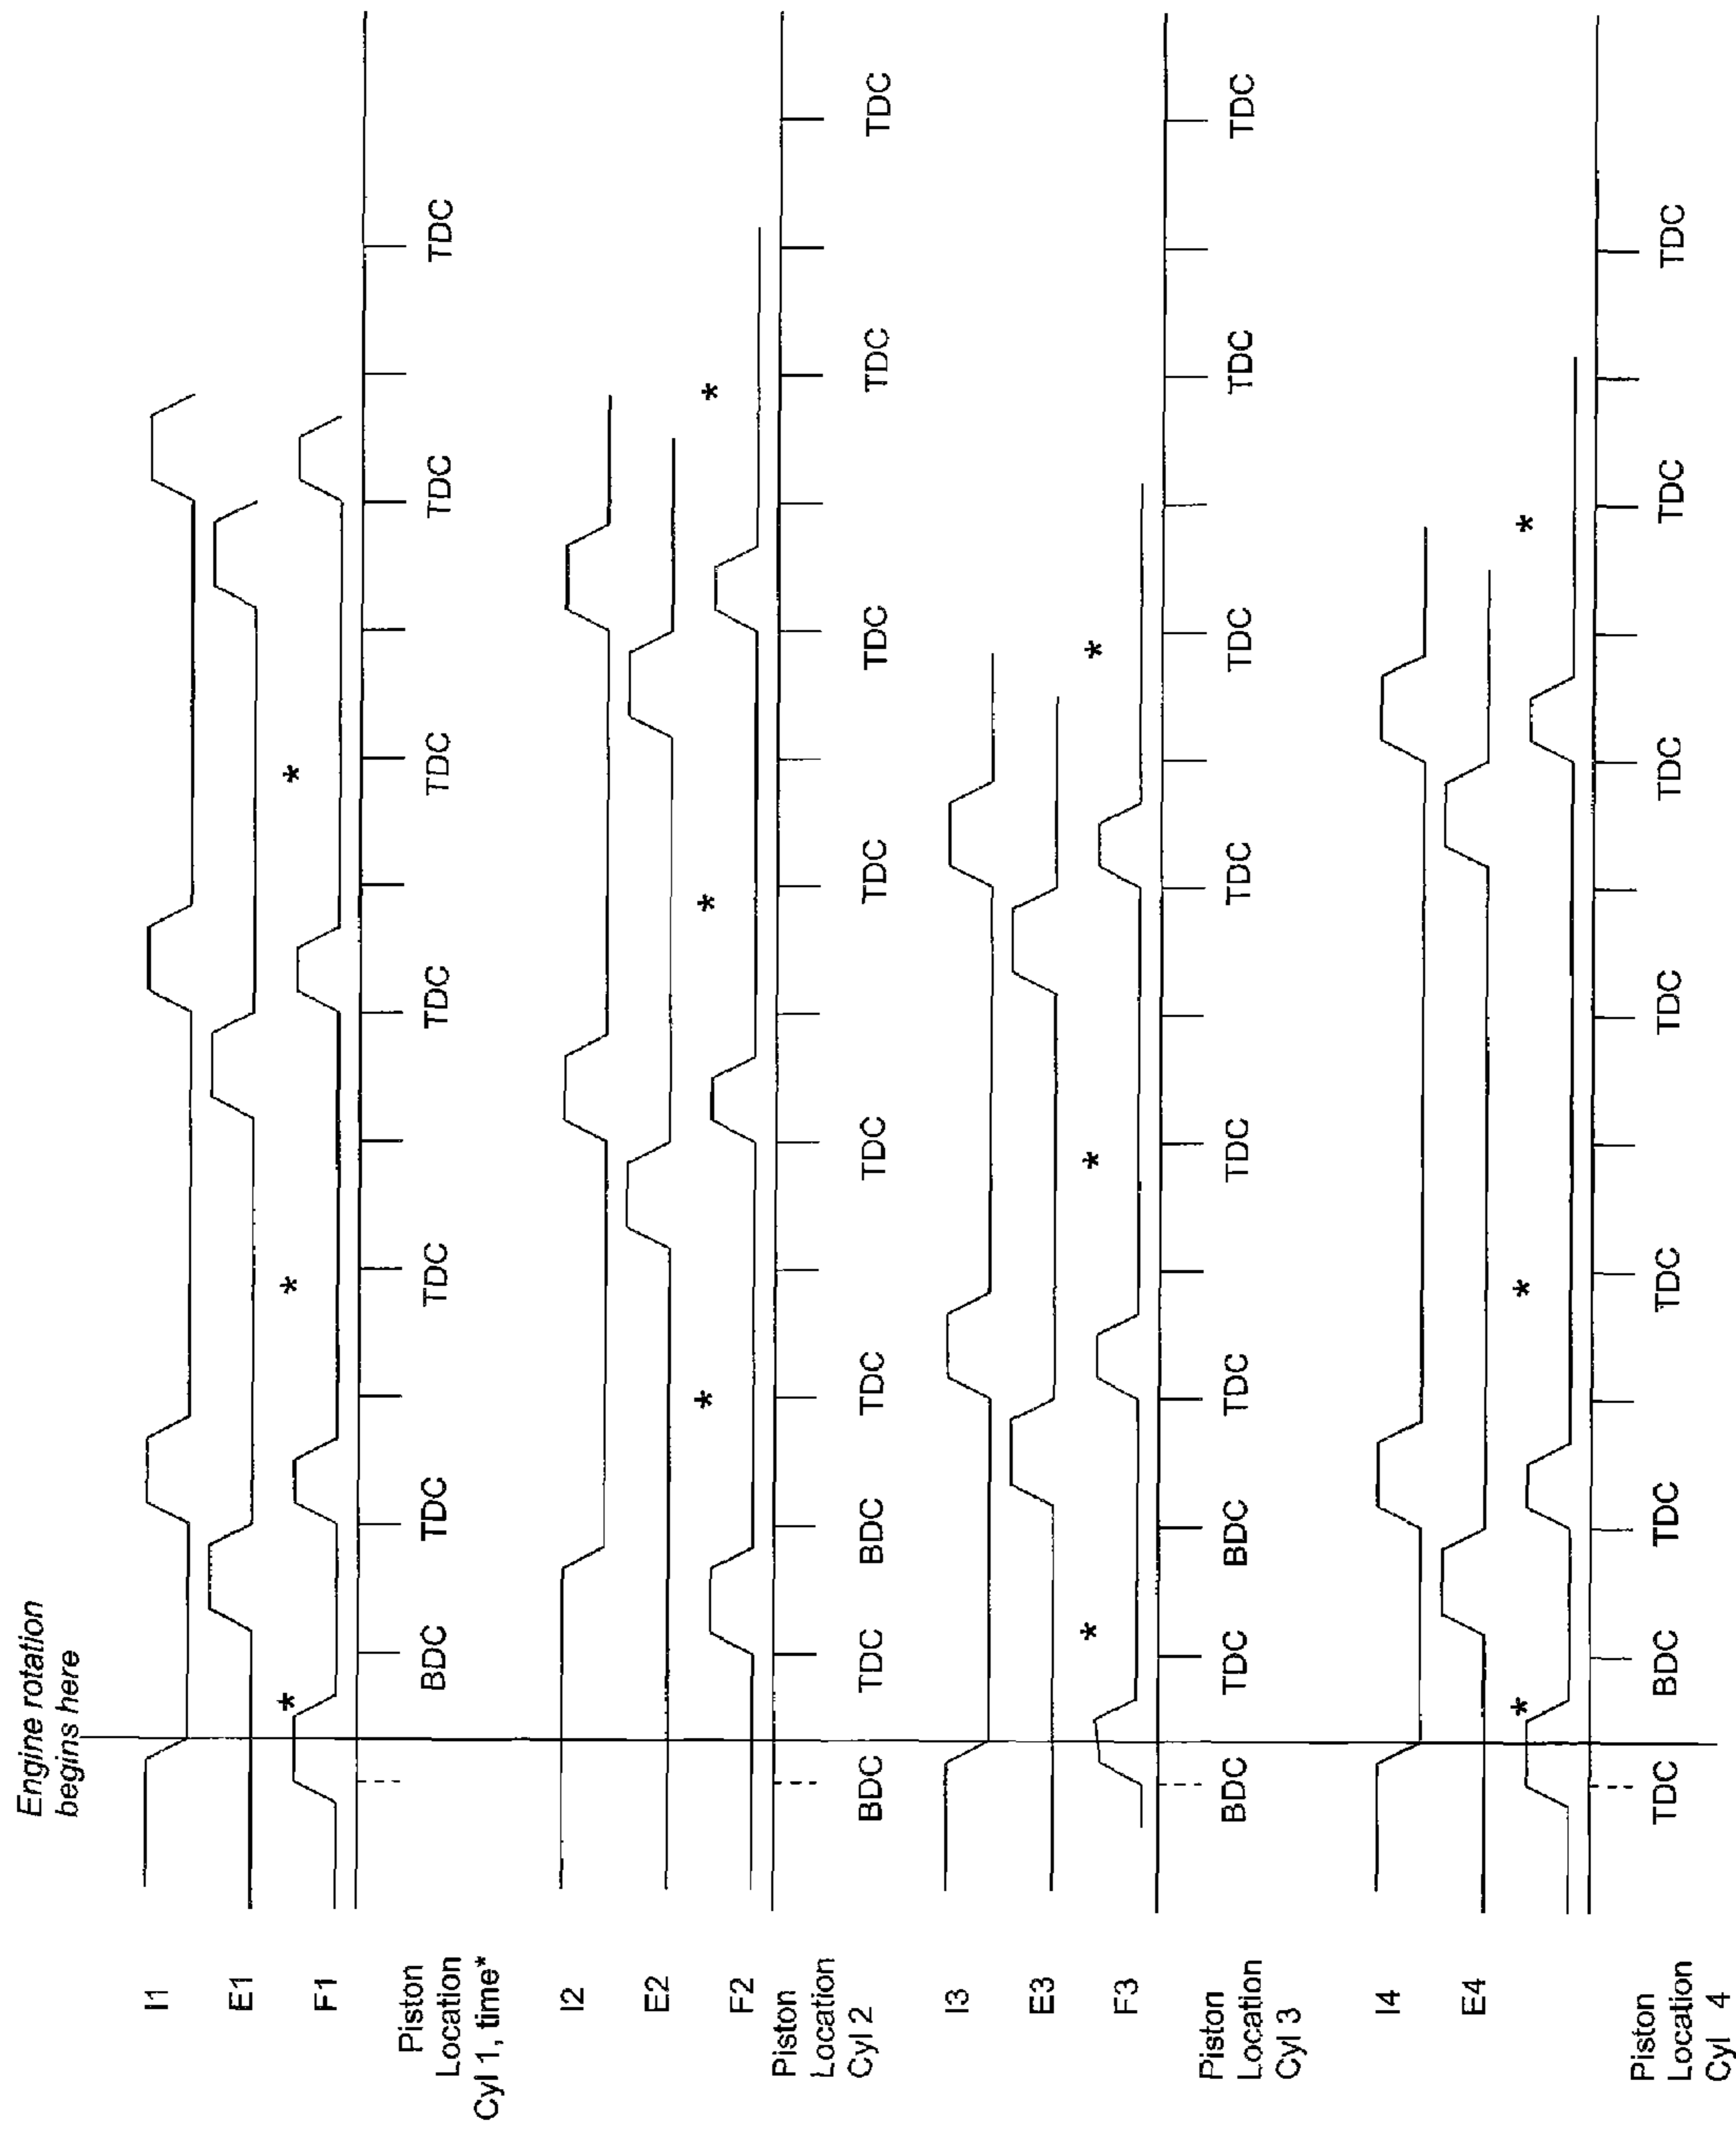 Engine rotation
begins here
I1
E1
F1
* * *
Piston
Location
Cyl 1, time*
BDC TDC TDC TDC TDC TDC TDC
I2
E2
F2
* * *
Piston
Location
Cyl 2
BDC TDC BDC TDC TDC TDC TDC TDC TDC
I3
E3
F3
* * *
Piston
Location
Cyl 3
BDC TDC BDC TDC TDC TDC TDC TDC TDC
I4
E4
* * *
Piston
Location
Cyl 4
TDC BDC TDC TDC TDC TDC TDC TDC